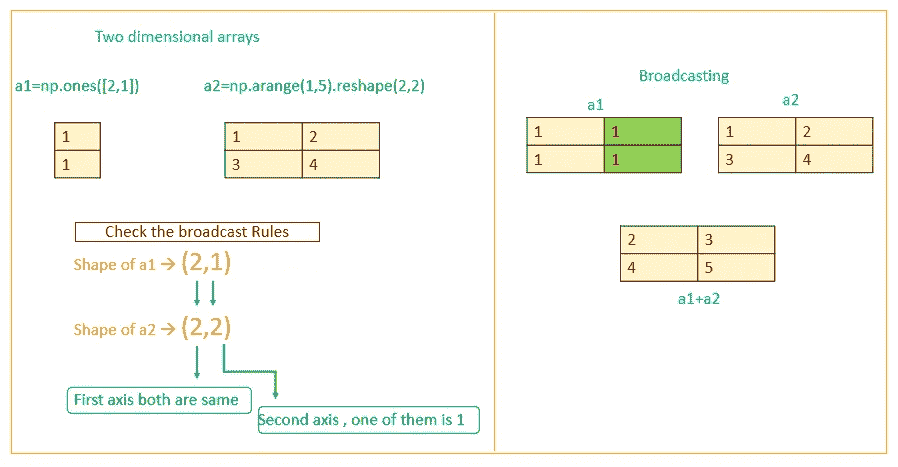 Two dimensional arrays
a1=np.ones([2,1])
a2=np.arange(1,5).reshape(2,2)
1
1
1 2
3 4
Check the broadcast Rules
Shape of a1 → (2,1)
Shape of a2 → (2,2)
First axis both are same
Second axis , one of them is 1
Broadcasting
a1
a2
1 1
1 1
1 2
3 4
2 3
4 5
a1+a2